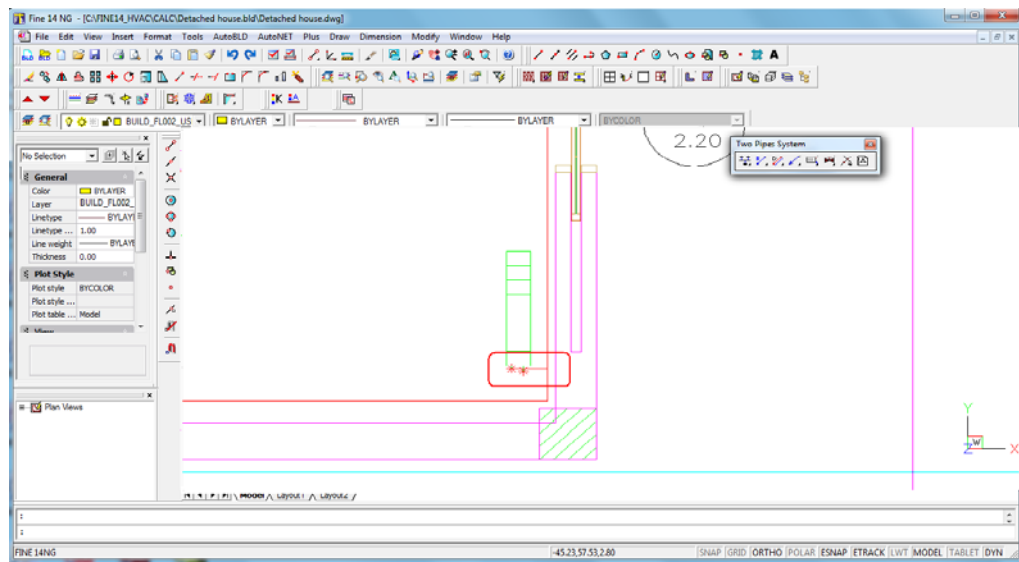 Fine 14 NG - [C:\FINE14_HVAC\CALC\Detached house.bld\Detached house.dwg]
File Edit View Insert Format Tools AutoBLD AutoNET Plus Draw Dimension Modify Window Help
BUILD_FL002_US BYLAYER BYLAYER BYLAYER BYCOLOR
No Selection
General
Color BYLAYER
Layer BUILD_FL002_
Linetype BYLAYE
Linetype ... 1.00
Line weight BYLAYE
Thickness 0.00
Plot Style
Plot style BYCOLOR
Plot style ...
Plot table ... Model
View
2.20
Two Pipes System
Plan Views
Y
W
Z X
Model Layout1 Layout2
:
:
FINE 14NG -45.23,57.53,2.80 SNAP GRID ORTHO POLAR ESNAP ETRACK LWT MODEL TABLET DYN